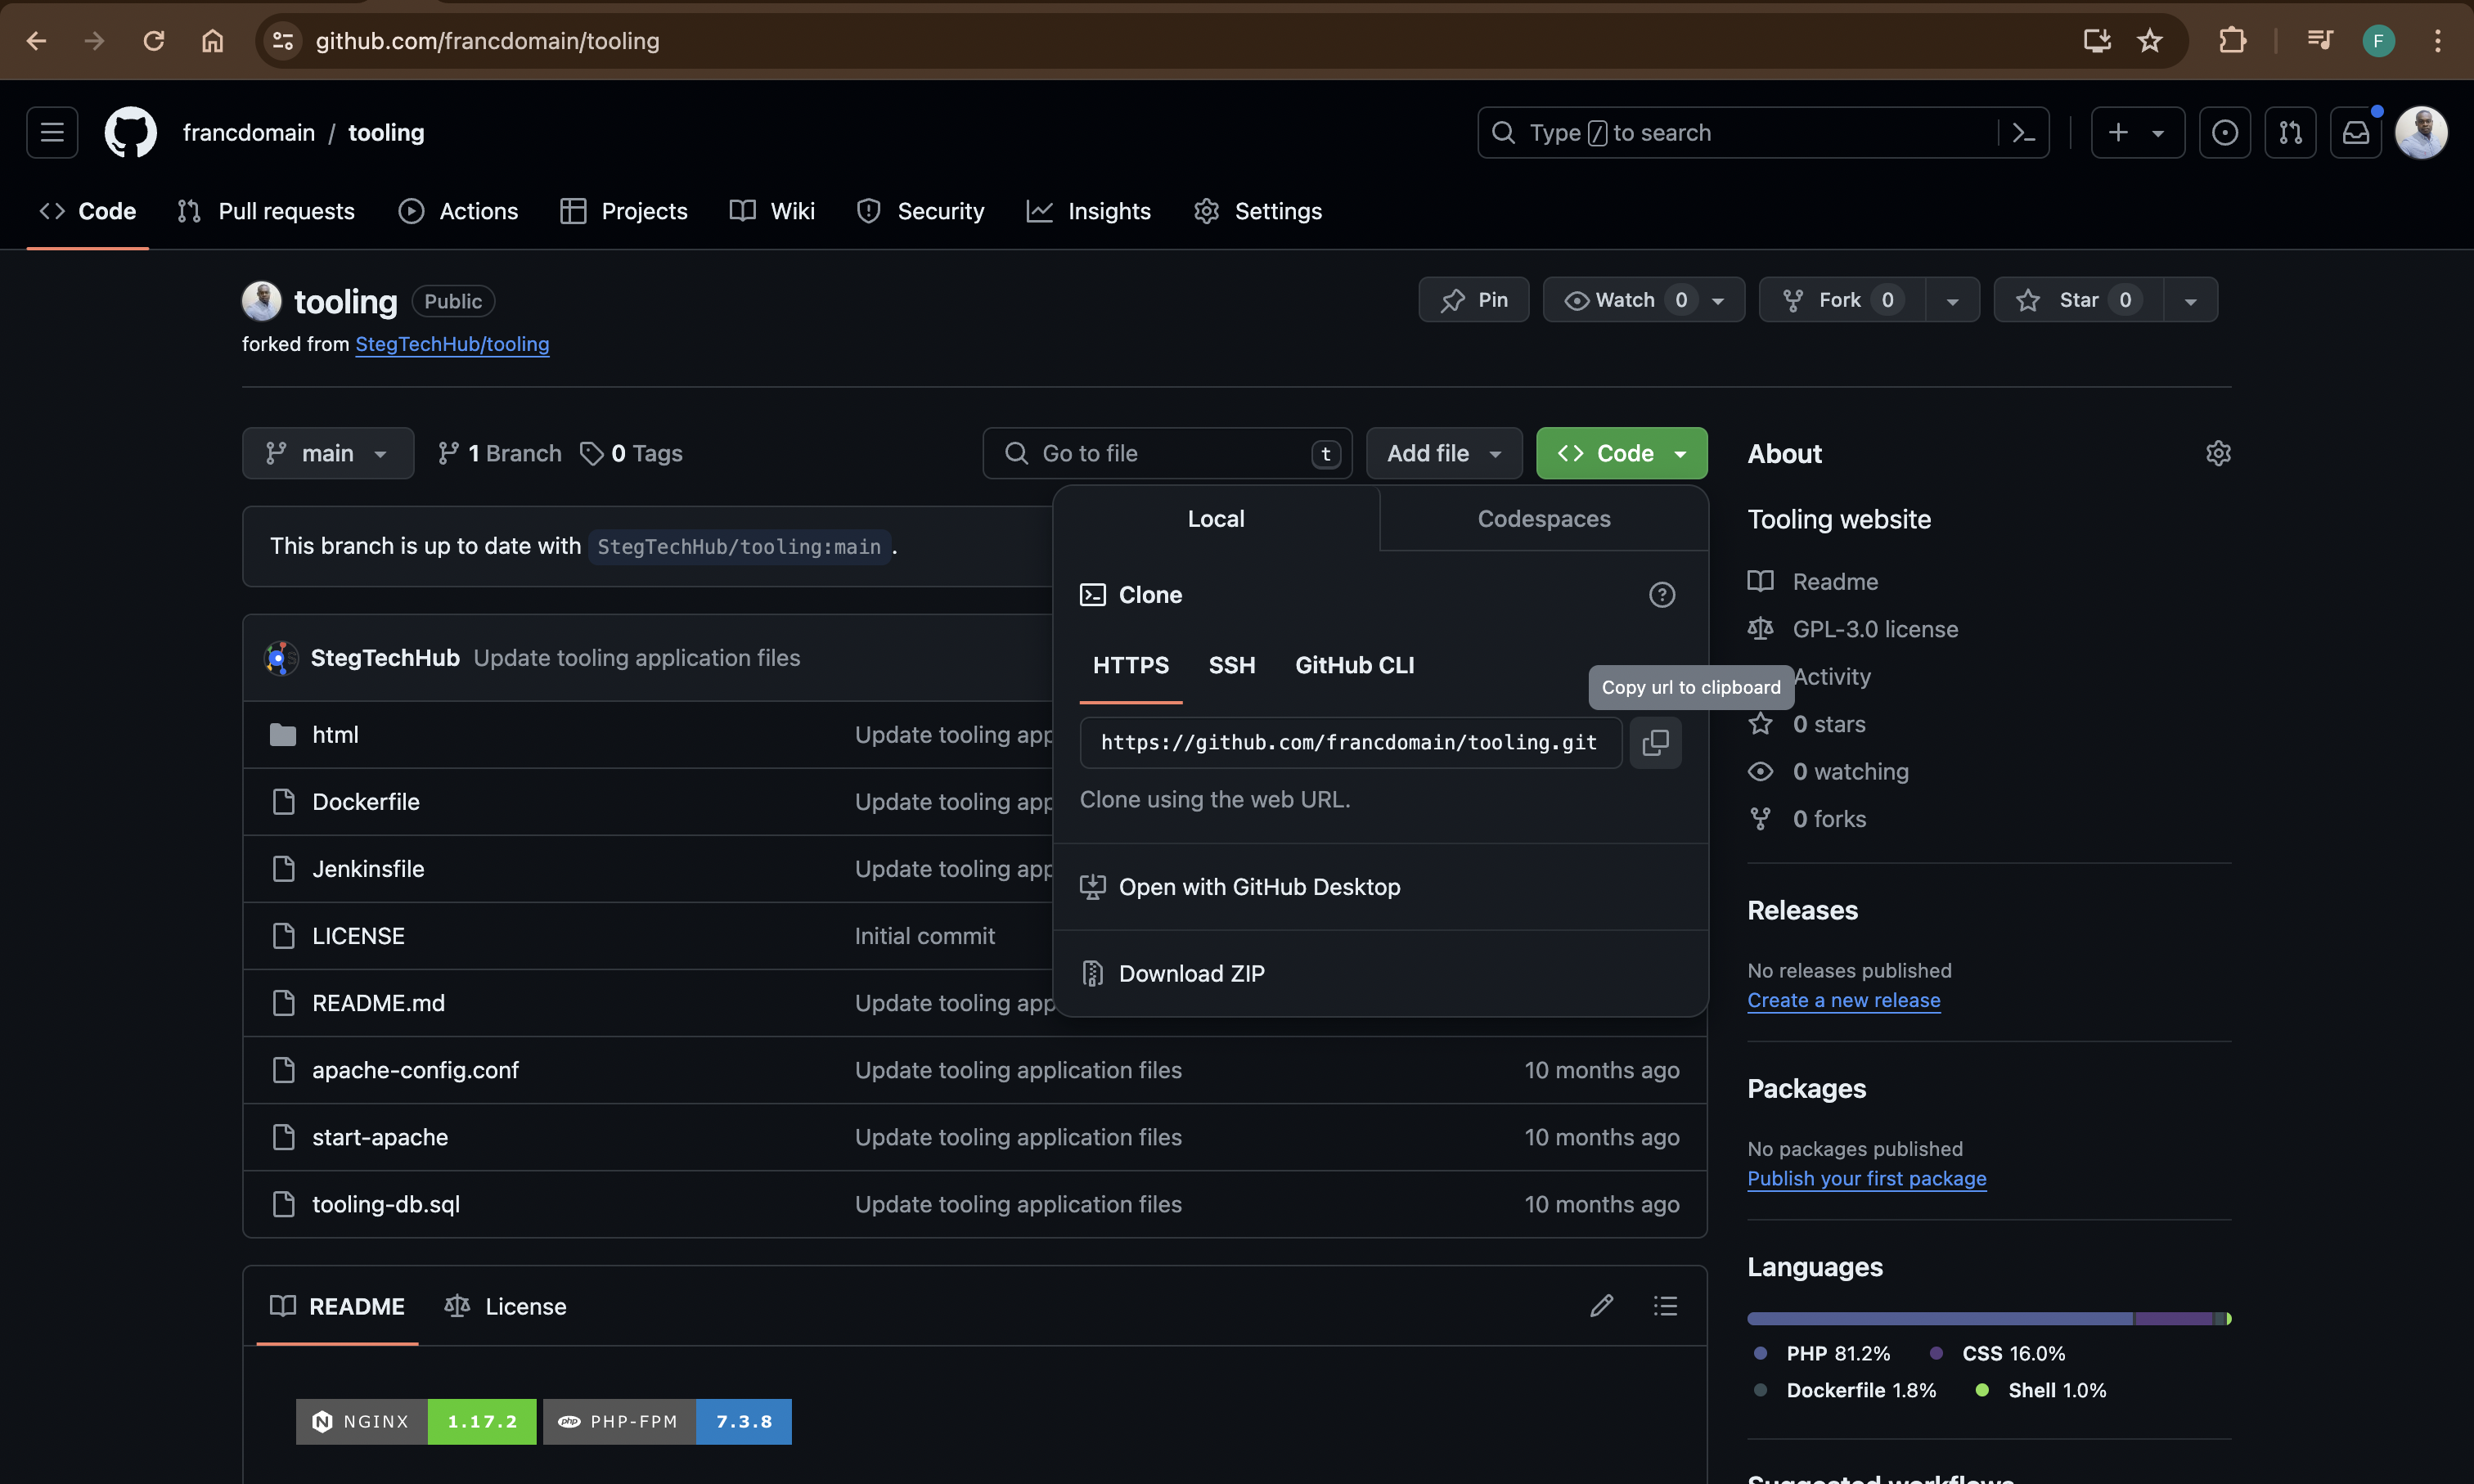 github.com/francdomain/tooling
F
francdomain / tooling
Type / to search
Code Pull requests Actions Projects Wiki Security Insights Settings
tooling Public
Pin Watch 0 Fork 0 Star 0
forked from StegTechHub/tooling
main 1 Branch 0 Tags Go to file t Add file Code
About
Local Codespaces
Tooling website
This branch is up to date with StegTechHub/tooling:main .
Clone
Readme
GPL-3.0 license
StegTechHub Update tooling application files
HTTPS SSH GitHub CLI
Copy url to clipboard
Activity
0 stars
html Update tooling app
https://github.com/francdomain/tooling.git
0 watching
Clone using the web URL.
Dockerfile Update tooling app
0 forks
Jenkinsfile Update tooling app
Open with GitHub Desktop
Releases
LICENSE Initial commit
Download ZIP
No releases published
Create a new release
README.md Update tooling app
apache-config.conf Update tooling application files 10 months ago
Packages
start-apache Update tooling application files 10 months ago
No packages published
Publish your first package
tooling-db.sql Update tooling application files 10 months ago
Languages
README License
PHP 81.2% CSS 16.0%
Dockerfile 1.8% Shell 1.0%
NGINX 1.17.2 php PHP-FPM 7.3.8
Suggested workflows